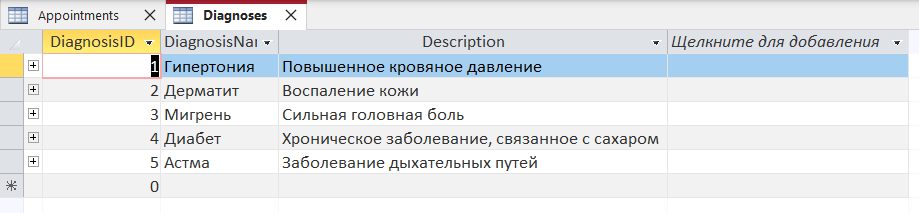 Appointments Diagnoses
DiagnosisID DiagnosisNar Description Щелкните для добавления
1 Гипертония Повышенное кровяное давление
2 Дерматит Воспаление кожи
3 Мигрень Сильная головная боль
4 Диабет Хроническое заболевание, связанное с сахаром
5 Астма Заболевание дыхательных путей
0